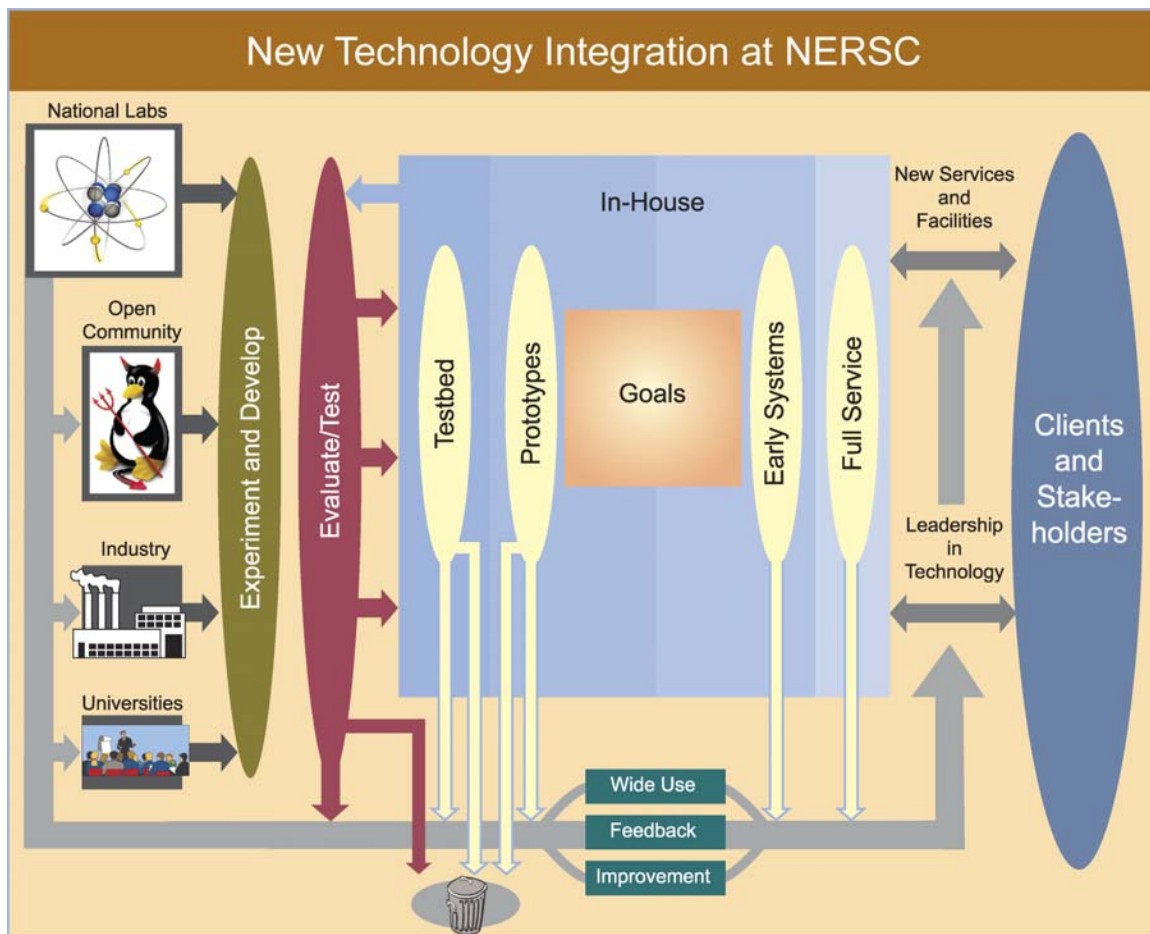 New Technology Integration at NERSC
National Labs
Open
Community
Industry
Universities
Experiment and Develop
Evaluate/Test
In-House
Testbed
Prototypes
Goals
Early Systems
Full Service
New Services
and
Facilities
Leadership
in
Technology
Clients
and
Stake-
holders
Wide Use
Feedback
Improvement